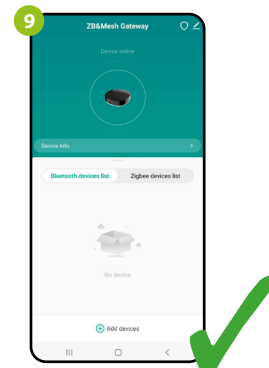 9
ZB&Mesh Gateway
Device online
Device Info
Bluetooth devices list
Zigbee devices list
No device
Add devices